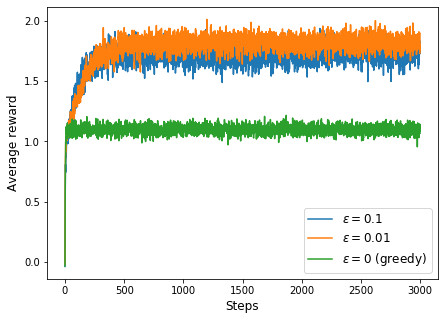 2.0
1.5
1.0
0.5
0.0
Average reward
0
500
1000
1500
2000
2500
3000
Steps
ε = 0.1
ε = 0.01
ε = 0 (greedy)